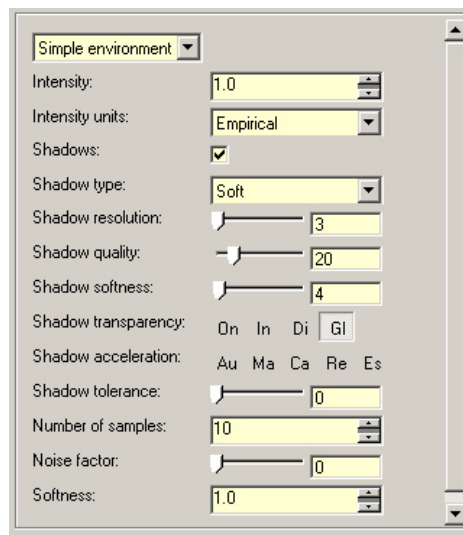 Simple environment
Intensity: 1.0
Intensity units: Empirical
Shadows:
Shadow type: Soft
Shadow resolution: 3
Shadow quality: 20
Shadow softness: 4
Shadow transparency: On In Di Gl
Shadow acceleration: Au Ma Ca Re Es
Shadow tolerance: 0
Number of samples: 10
Noise factor: 0
Softness: 1.0